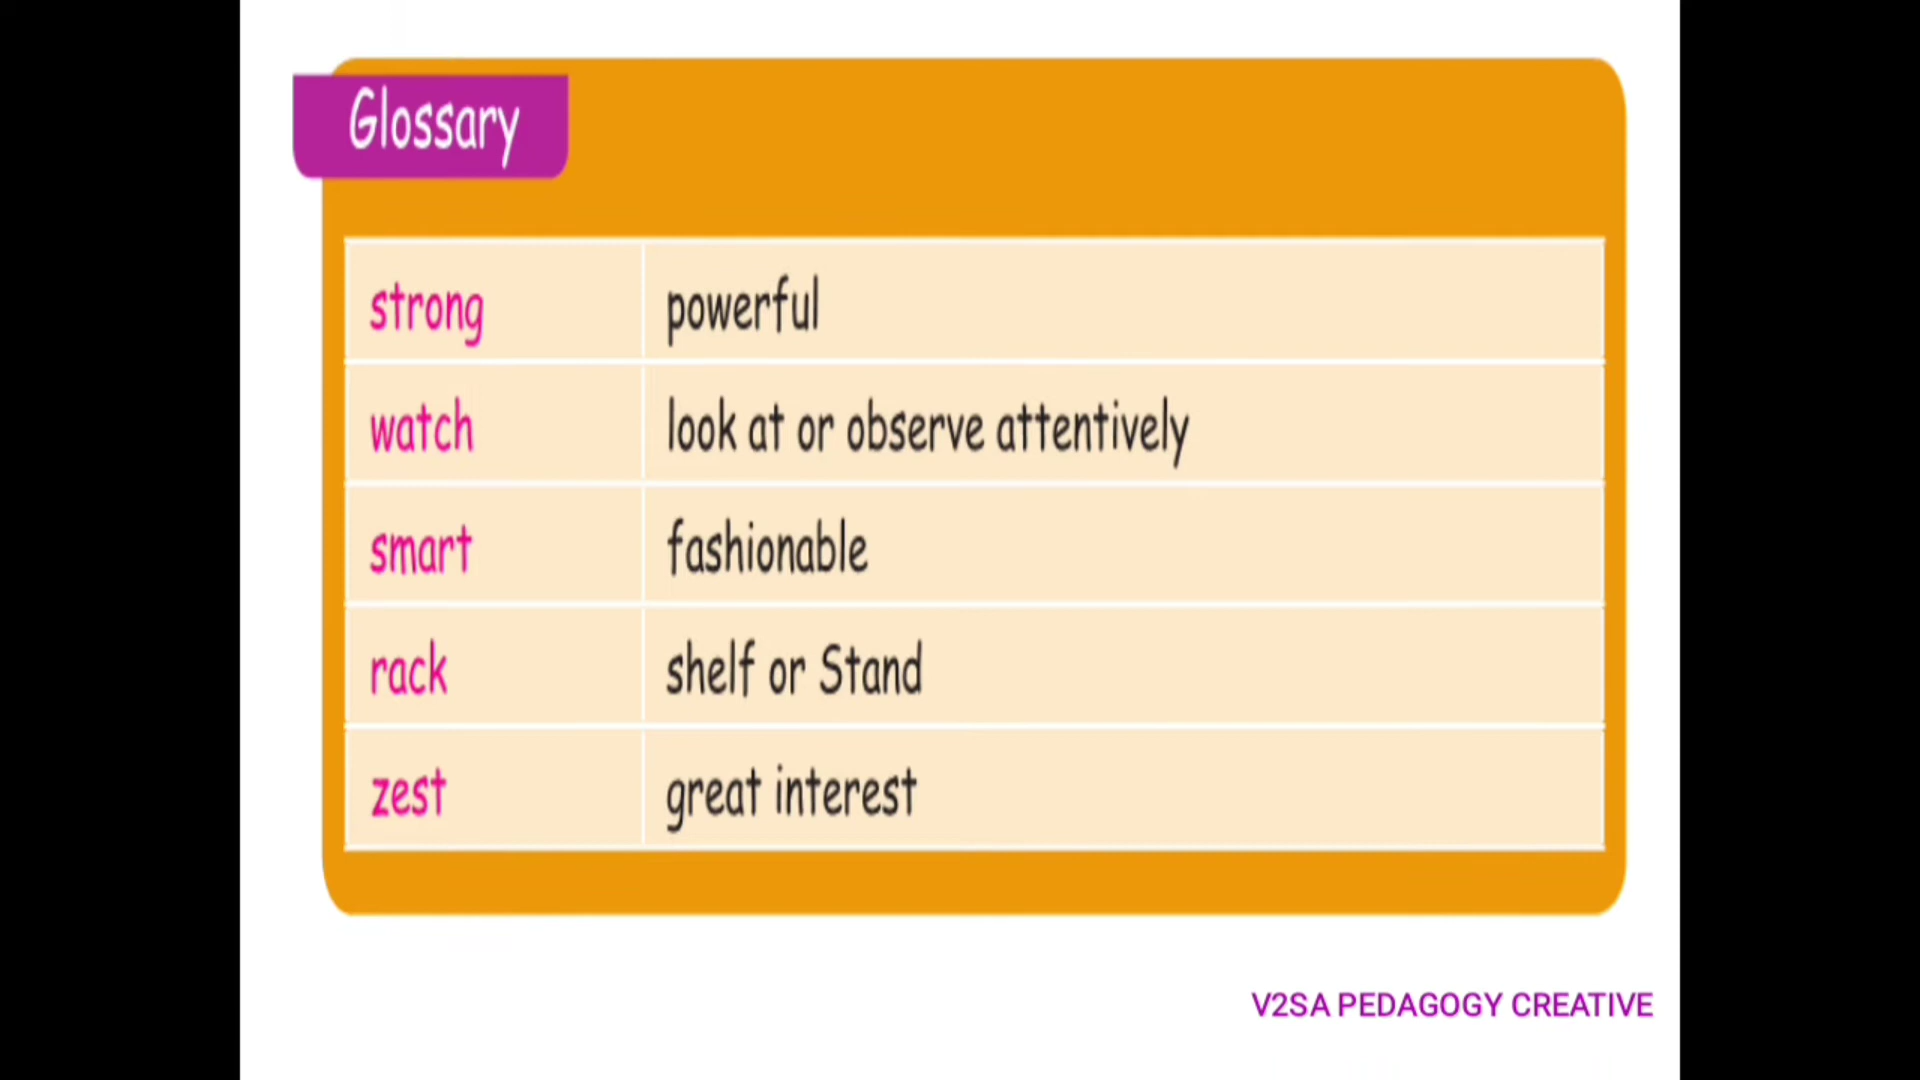 Glossary
strong powerful
watch look at or observe attentively
smart fashionable
rack shelf or Stand
zest great interest
V2SA PEDAGOGY CREATIVE